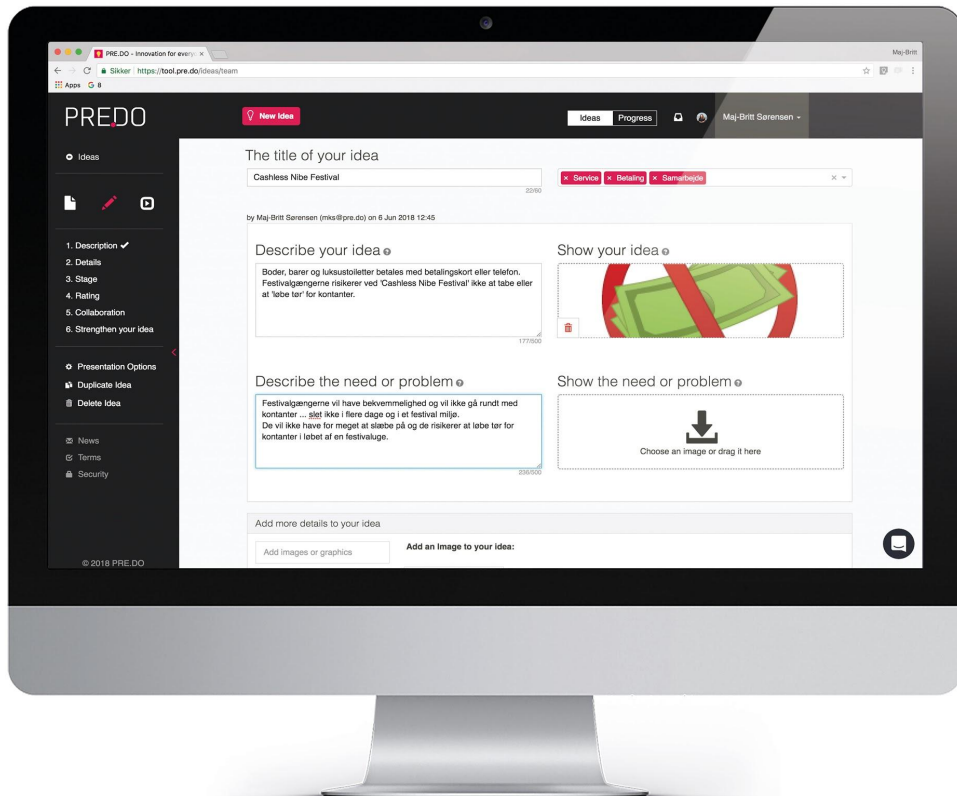 PRE.DO - Innovation for every
Maj-Britt
Sikker | https://tool.pre.do/ideas/team
Apps G 8
PRE.DO
New Idea
Ideas Progress
Maj-Britt Sørensen
Ideas
1. Description
2. Details
3. Stage
4. Rating
5. Collaboration
6. Strengthen your idea
Presentation Options
Duplicate Idea
Delete Idea
News
Terms
Security
© 2018 PRE.DO
The title of your idea
Cashless Nibe Festival
22/60
× Service × Betaling × Samarbejde
by Maj-Britt Sørensen (mks@pre.do) on 6 Jun 2018 12:45
Describe your idea
Boder, barer og luksustoiletter betales med betalingskort eller telefon.
Festivalgængerne risikerer ved 'Cashless Nibe Festival' ikke at tabe eller
at 'løbe tør' for kontanter.
177/500
Show your idea
Describe the need or problem
Festivalgængerne vil have bekvemmelighed og vil ikke gå rundt med
kontanter ... slet ikke i flere dage og i et festival miljø.
De vil ikke have for meget at slæbe på og de risikerer at løbe tør for
kontanter i løbet af en festivaluge.
236/500
Show the need or problem
Choose an image or drag it here
Add more details to your idea
Add images or graphics
Add an Image to your idea: